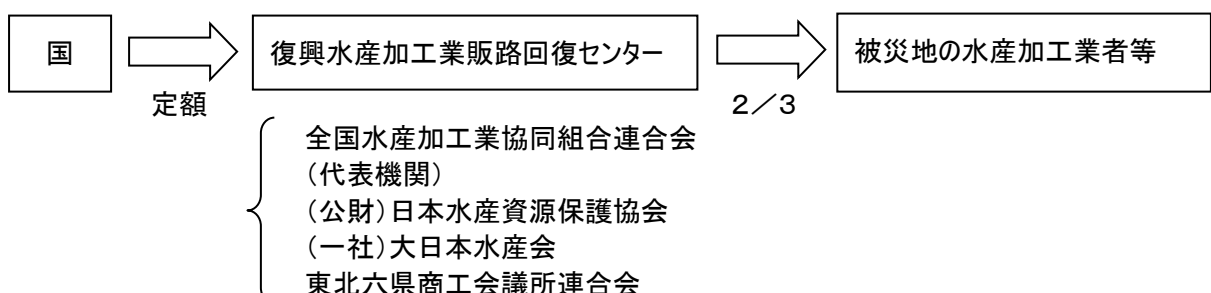 国
復興水産加工業販路回復センター
被災地の水産加工業者等
定額
2/3
全国水産加工業協同組合連合会
(代表機関)
(公財)日本水産資源保護協会
(一社)大日本水産会
東北六県商工会議所連合会